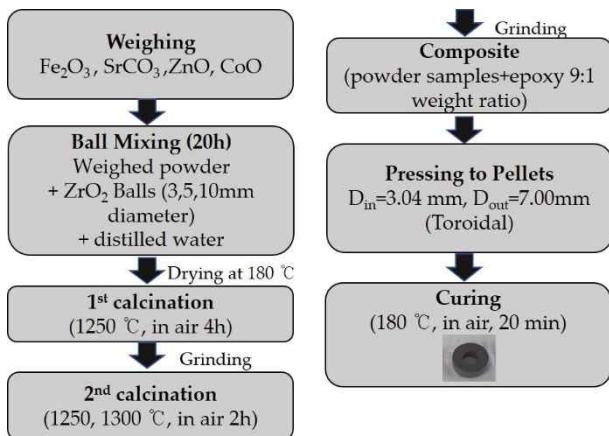 Weighing
Fe₂O₃, SrCO₃,ZnO, CoO
Ball Mixing (20h)
Weighed powder
+ ZrO₂ Balls (3,5,10mm
diameter)
+ distilled water
Drying at 180 ℃
1ˢᵗ calcination
(1250 ℃, in air 4h)
Grinding
2ⁿᵈ calcination
(1250, 1300 ℃, in air 2h)
Grinding
Composite
(powder samples+epoxy 9:1
weight ratio)
Pressing to Pellets
Dᵢₙ=3.04 mm, Dₒᵤₜ=7.00mm
(Toroidal)
Curing
(180 ℃, in air, 20 min)